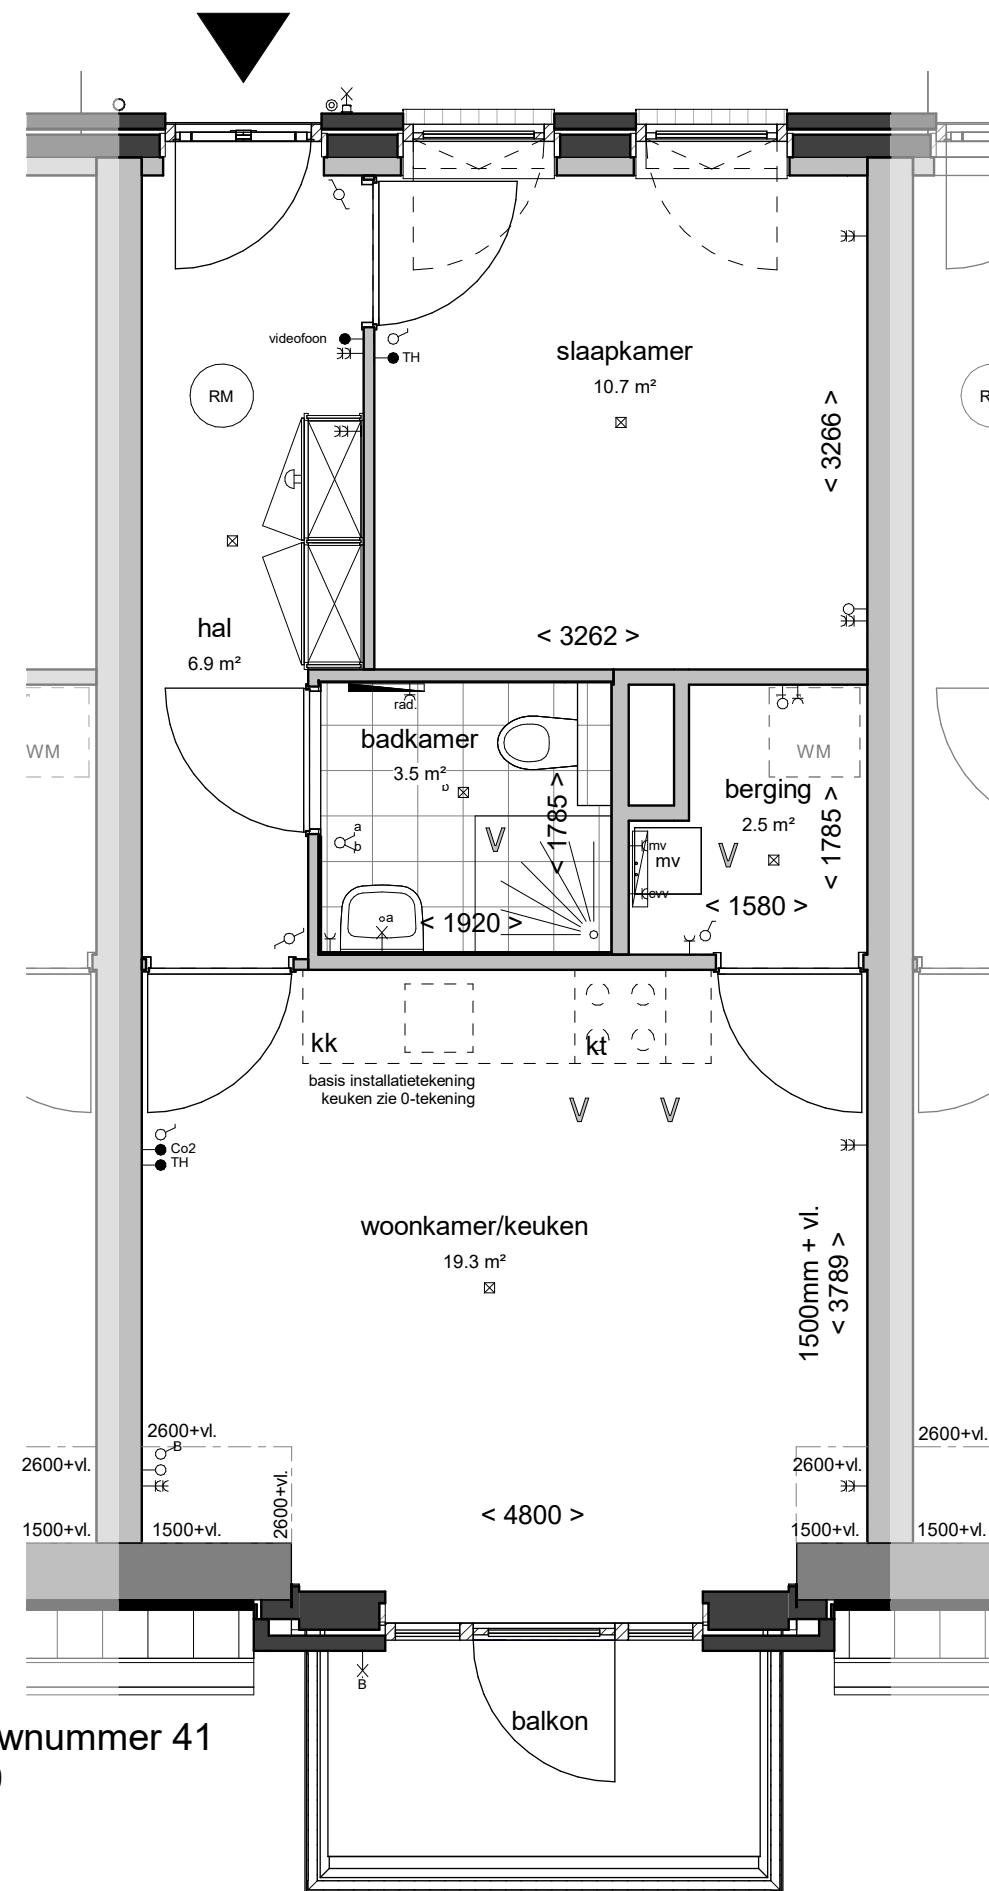 videofoon
TH
RM
slaapkamer
10.7 m²
< 3266 >
< 3262 >
hal
6.9 m²
rad.
badkamer
3.5 m²
b
a
b
< 1785 >
a
< 1920 >
WM
WM
berging
2.5 m²
mv
mv
cvv
< 1785 >
< 1580 >
kk
kt
basis installatietekening
keuken zie 0-tekening
Co2
TH
woonkamer/keuken
19.3 m²
1500mm + vl.
< 3789 >
2600+vl.
B
2600+vl.
2600+vl.
2600+vl.
2600+vl.
1500+vl.
1500+vl.
1500+vl.
1500+vl.
< 4800 >
B
balkon
wnummer 41